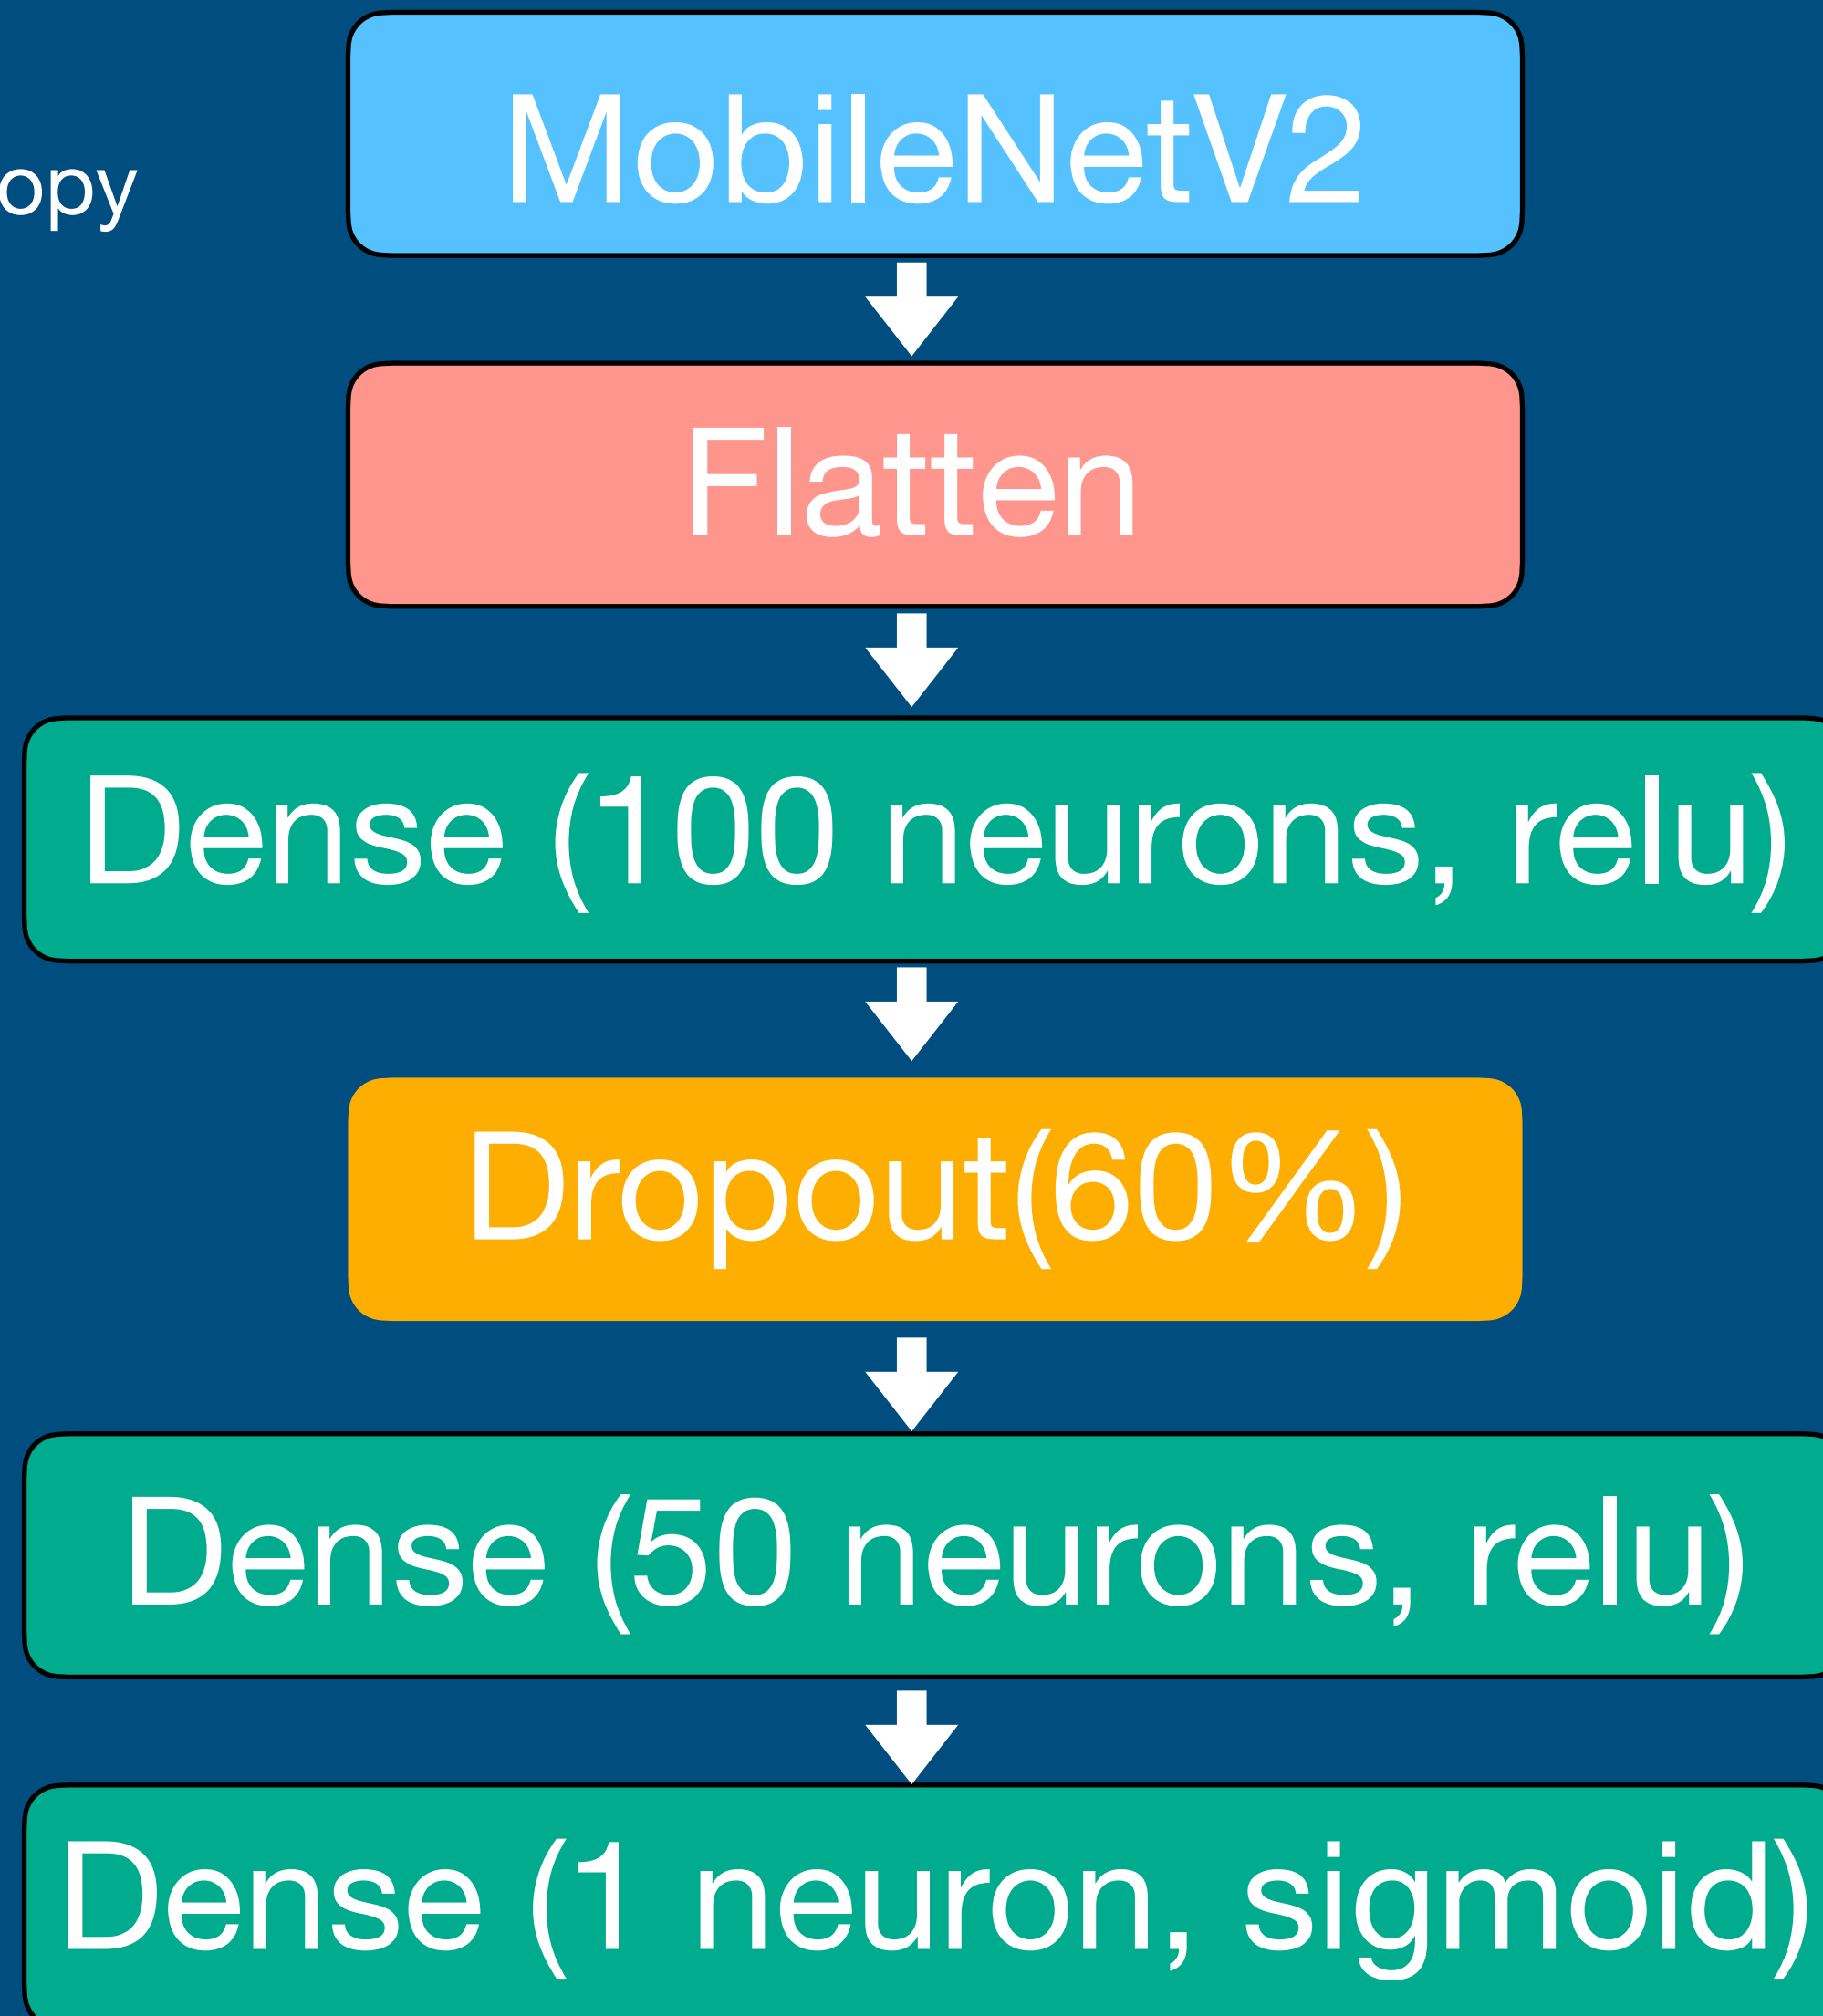 MobileNetV2
opy
Flatten
Dense (100 neurons, relu)
Dropout(60%)
Dense (50 neurons, relu)
Dense (1 neuron, sigmoid)